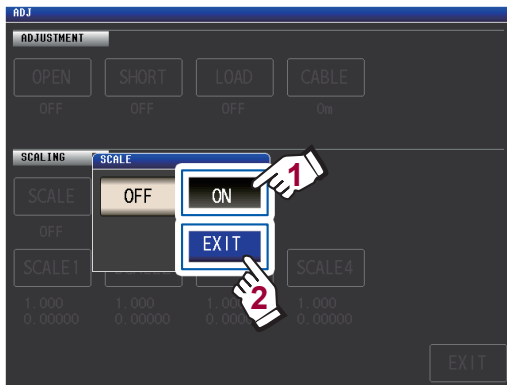 ADJ
ADJUSTMENT
OPEN SHORT LOAD CABLE
OFF OFF OFF 0m
SCALING
SCALE
SCALE
OFF ON
1
OFF
EXIT
SCALE1 SCALE4
2
1.000 1.000 1.00 1.000
0.00000 0.00000 0.000 0.00000
EXIT